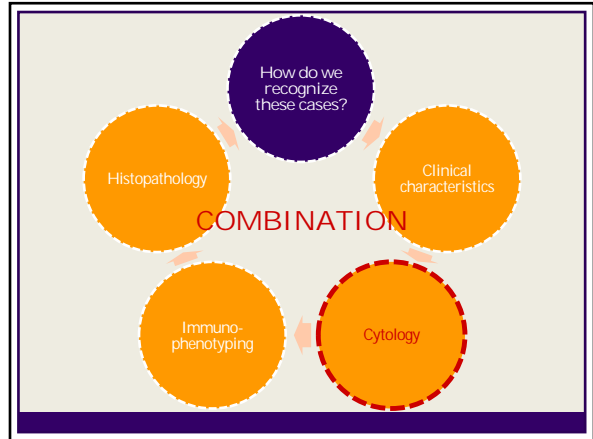 How do we
recognize
these cases?
Clinical
characteristics
Histopathology
COMBINATION
Cytology
Immuno-
phenotyping